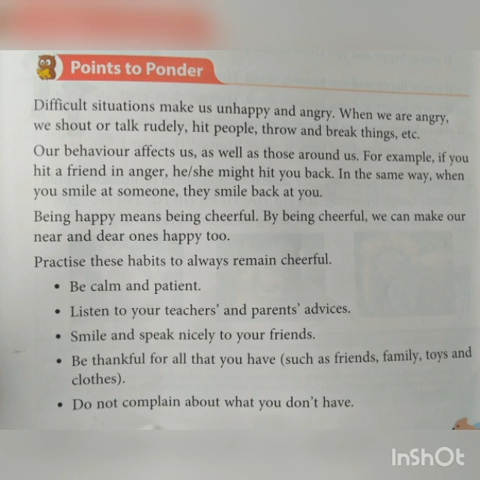 Points to Ponder
Difficult situations make us unhappy and angry. When we are angry,
we shout or talk rudely, hit people, throw and break things, etc.
Our behaviour affects us, as well as those around us. For example, if you
hit a friend in anger, he/she might hit you back. In the same way, when
you smile at someone, they smile back at you.
Being happy means being cheerful. By being cheerful, we can make our
near and dear ones happy too.
Practise these habits to always remain cheerful.
• Be calm and patient.
• Listen to your teachers' and parents' advices.
• Smile and speak nicely to your friends.
• Be thankful for all that you have (such as friends, family, toys and
clothes).
• Do not complain about what you don't have.
InShOt